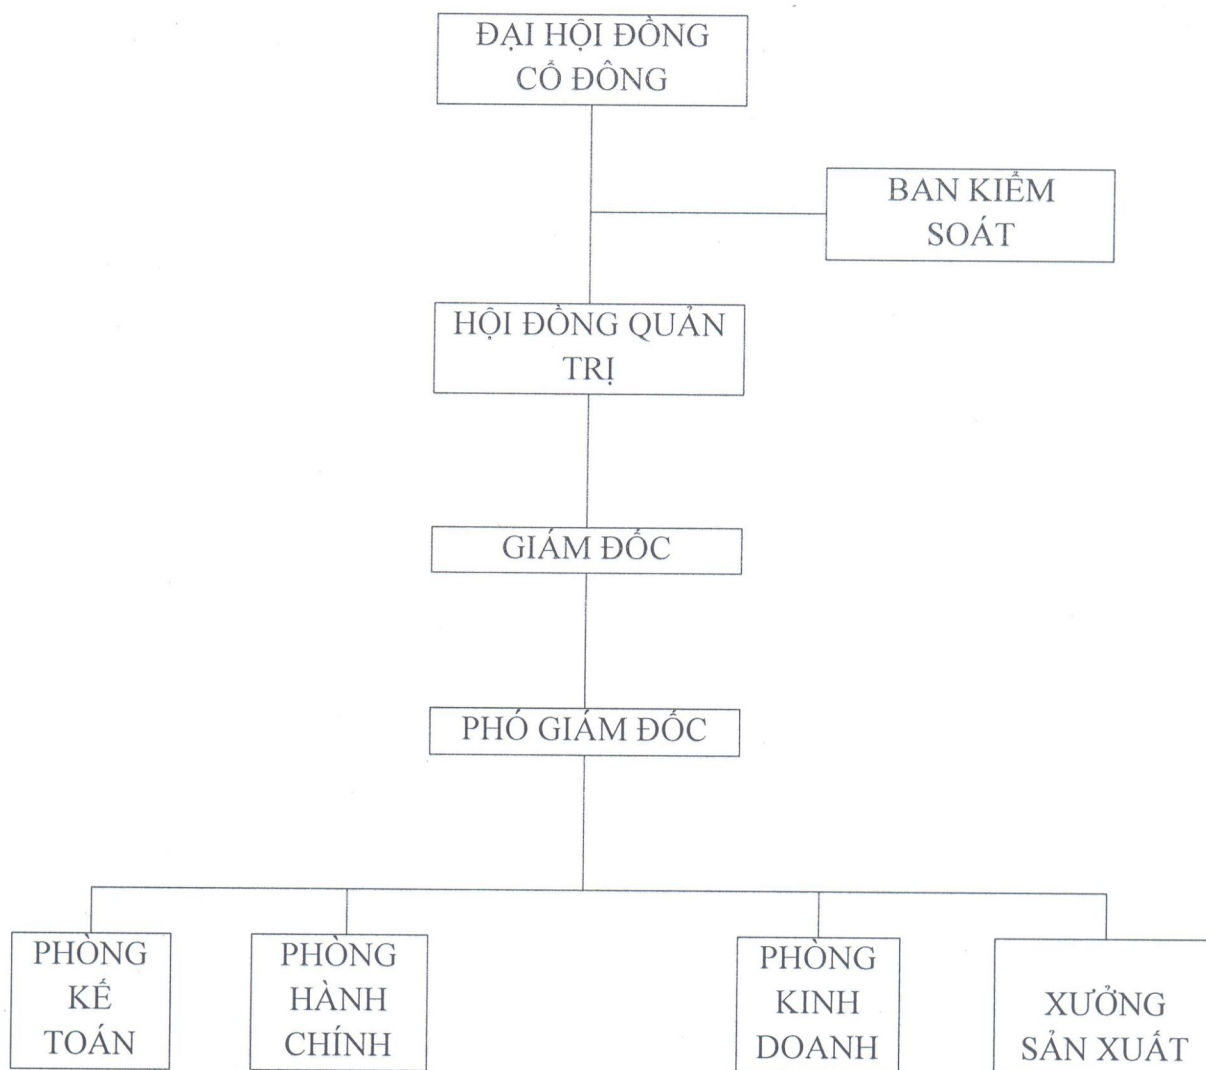 ĐẠI HỘI ĐỒNG
CỔ ĐÔNG
BAN KIỂM
SOÁT
HỘI ĐỒNG QUẢN
TRỊ
GIÁM ĐỐC
PHÓ GIÁM ĐỐC
PHÒNG
KẾ
TOÁN
PHÒNG
HÀNH
CHÍNH
PHÒNG
KINH
DOANH
XƯỞNG
SẢN XUẤT